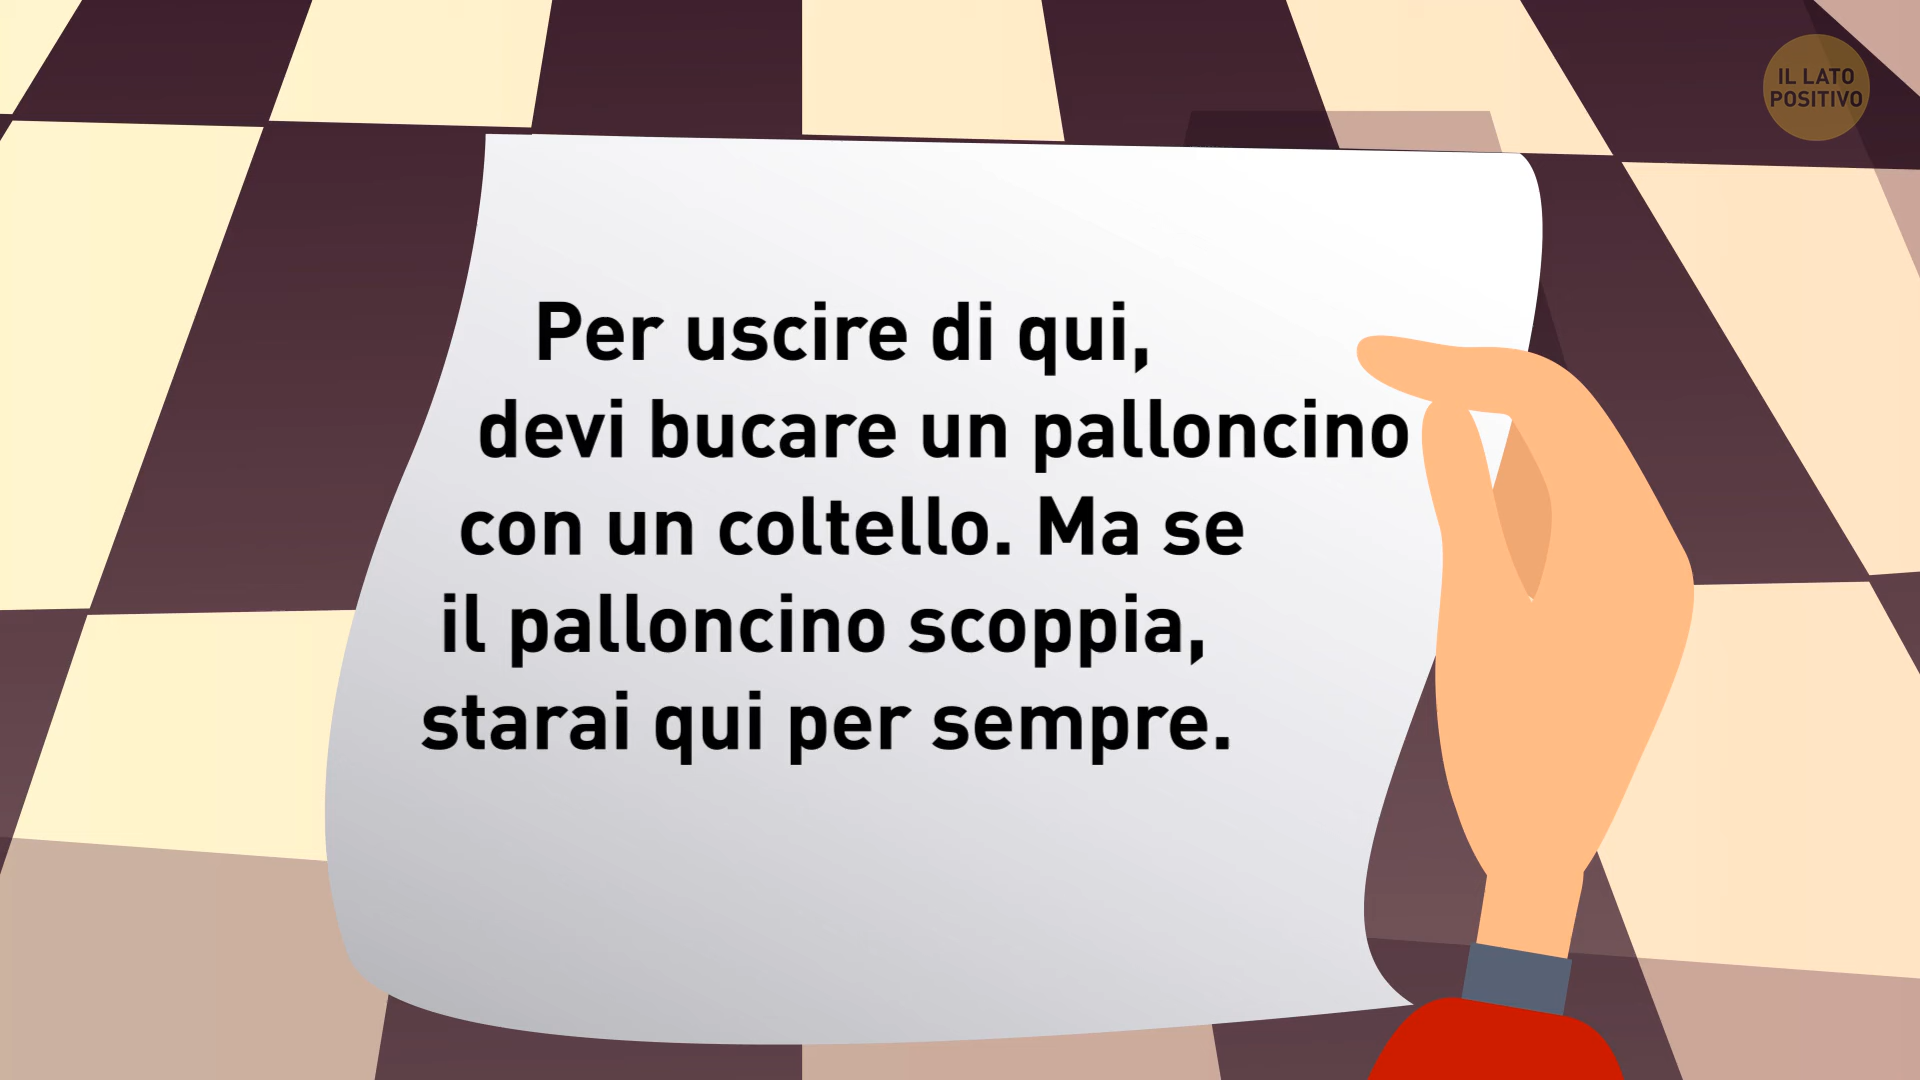 IL LATO
POSITIVO
Per uscire di qui,
devi bucare un palloncino
con un coltello. Ma se
il palloncino scoppia,
starai qui per sempre.